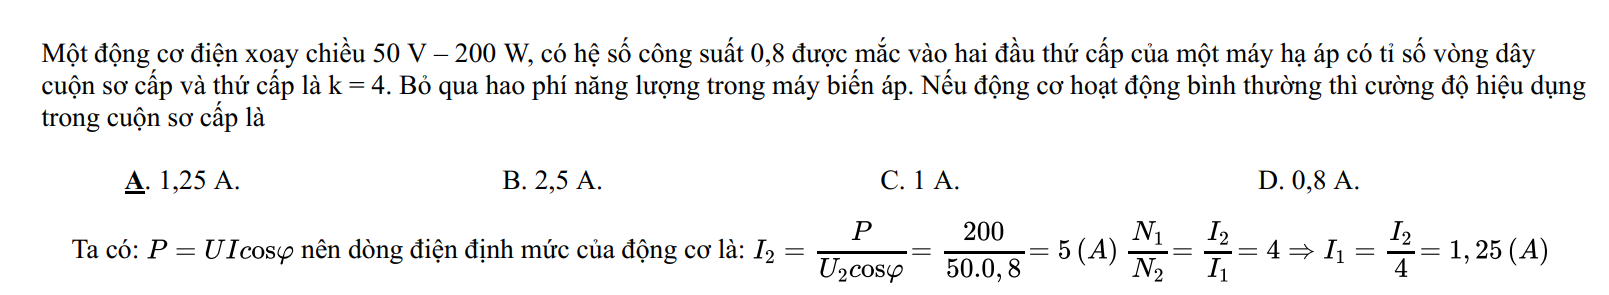 Một động cơ điện xoay chiều 50 V – 200 W, có hệ số công suất 0,8 được mắc vào hai đầu thứ cấp của một máy hạ áp có tỉ số vòng dây
cuộn sơ cấp và thứ cấp là k = 4. Bỏ qua hao phí năng lượng trong máy biến áp. Nếu động cơ hoạt động bình thường thì cường độ hiệu dụng
trong cuộn sơ cấp là
A. 1,25 A. B. 2,5 A. C. 1 A. D. 0,8 A.
Ta có: $P = UIcos\varphi$ nên dòng điện định mức của động cơ là: $I_2 = \frac{P}{U_2cos\varphi} = \frac{200}{50.0,8} = 5\,(A)\ \frac{N_1}{N_2} = \frac{I_2}{I_1} = 4 \Rightarrow I_1 = \frac{I_2}{4} = 1,25\,(A)$